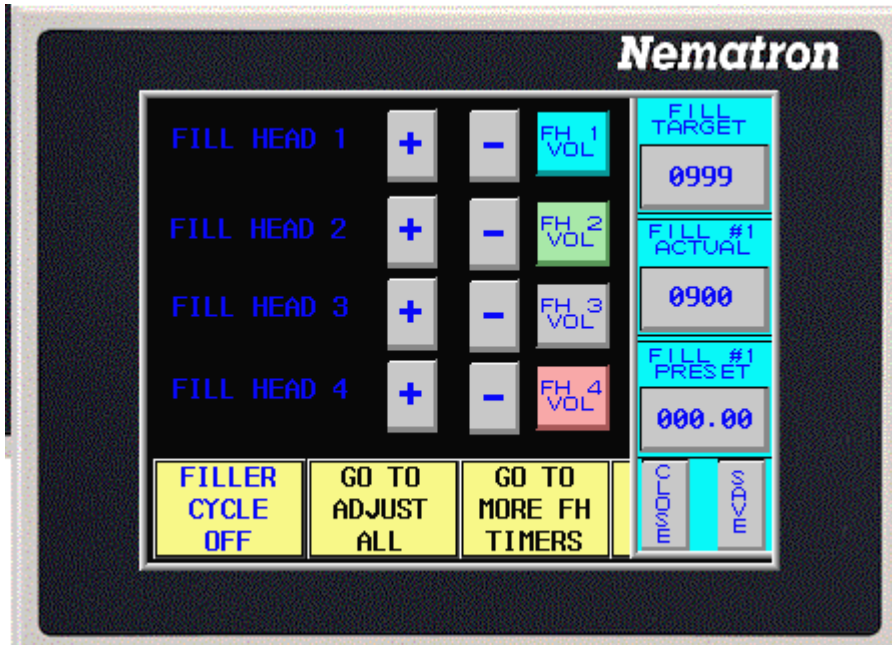 Nematron
FILL HEAD 1 + - FH 1
VOL
FILL HEAD 2 + - FH 2
VOL
FILL HEAD 3 + - FH 3
VOL
FILL HEAD 4 + - FH 4
VOL
FILL
TARGET
0999
FILL #1
ACTUAL
0900
FILL #1
PRESET
000.00
CLOSE
SAVE
FILLER
CYCLE
OFF
GO TO
ADJUST
ALL
GO TO
MORE FH
TIMERS